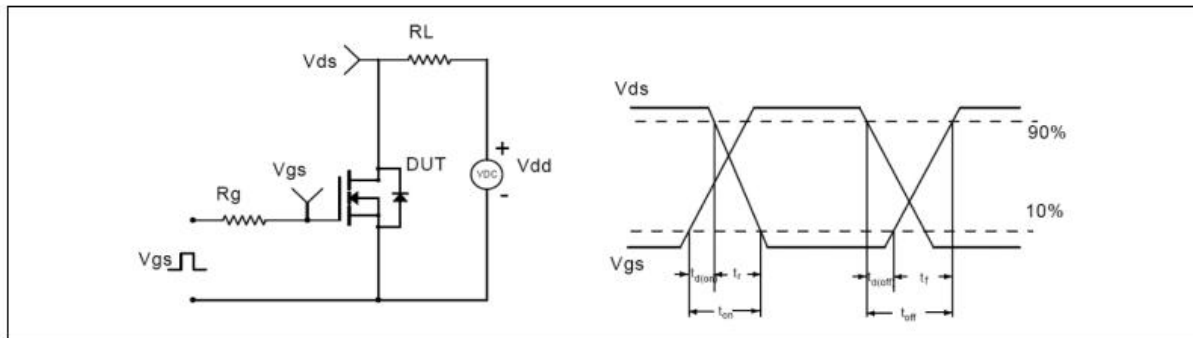 RL
Vds
Vgs
DUT
+
VDC
Vdd
-
Rg
Vgs
Vds
90%
10%
Vgs
td(on)
tr
td(off)
tf
ton
toff